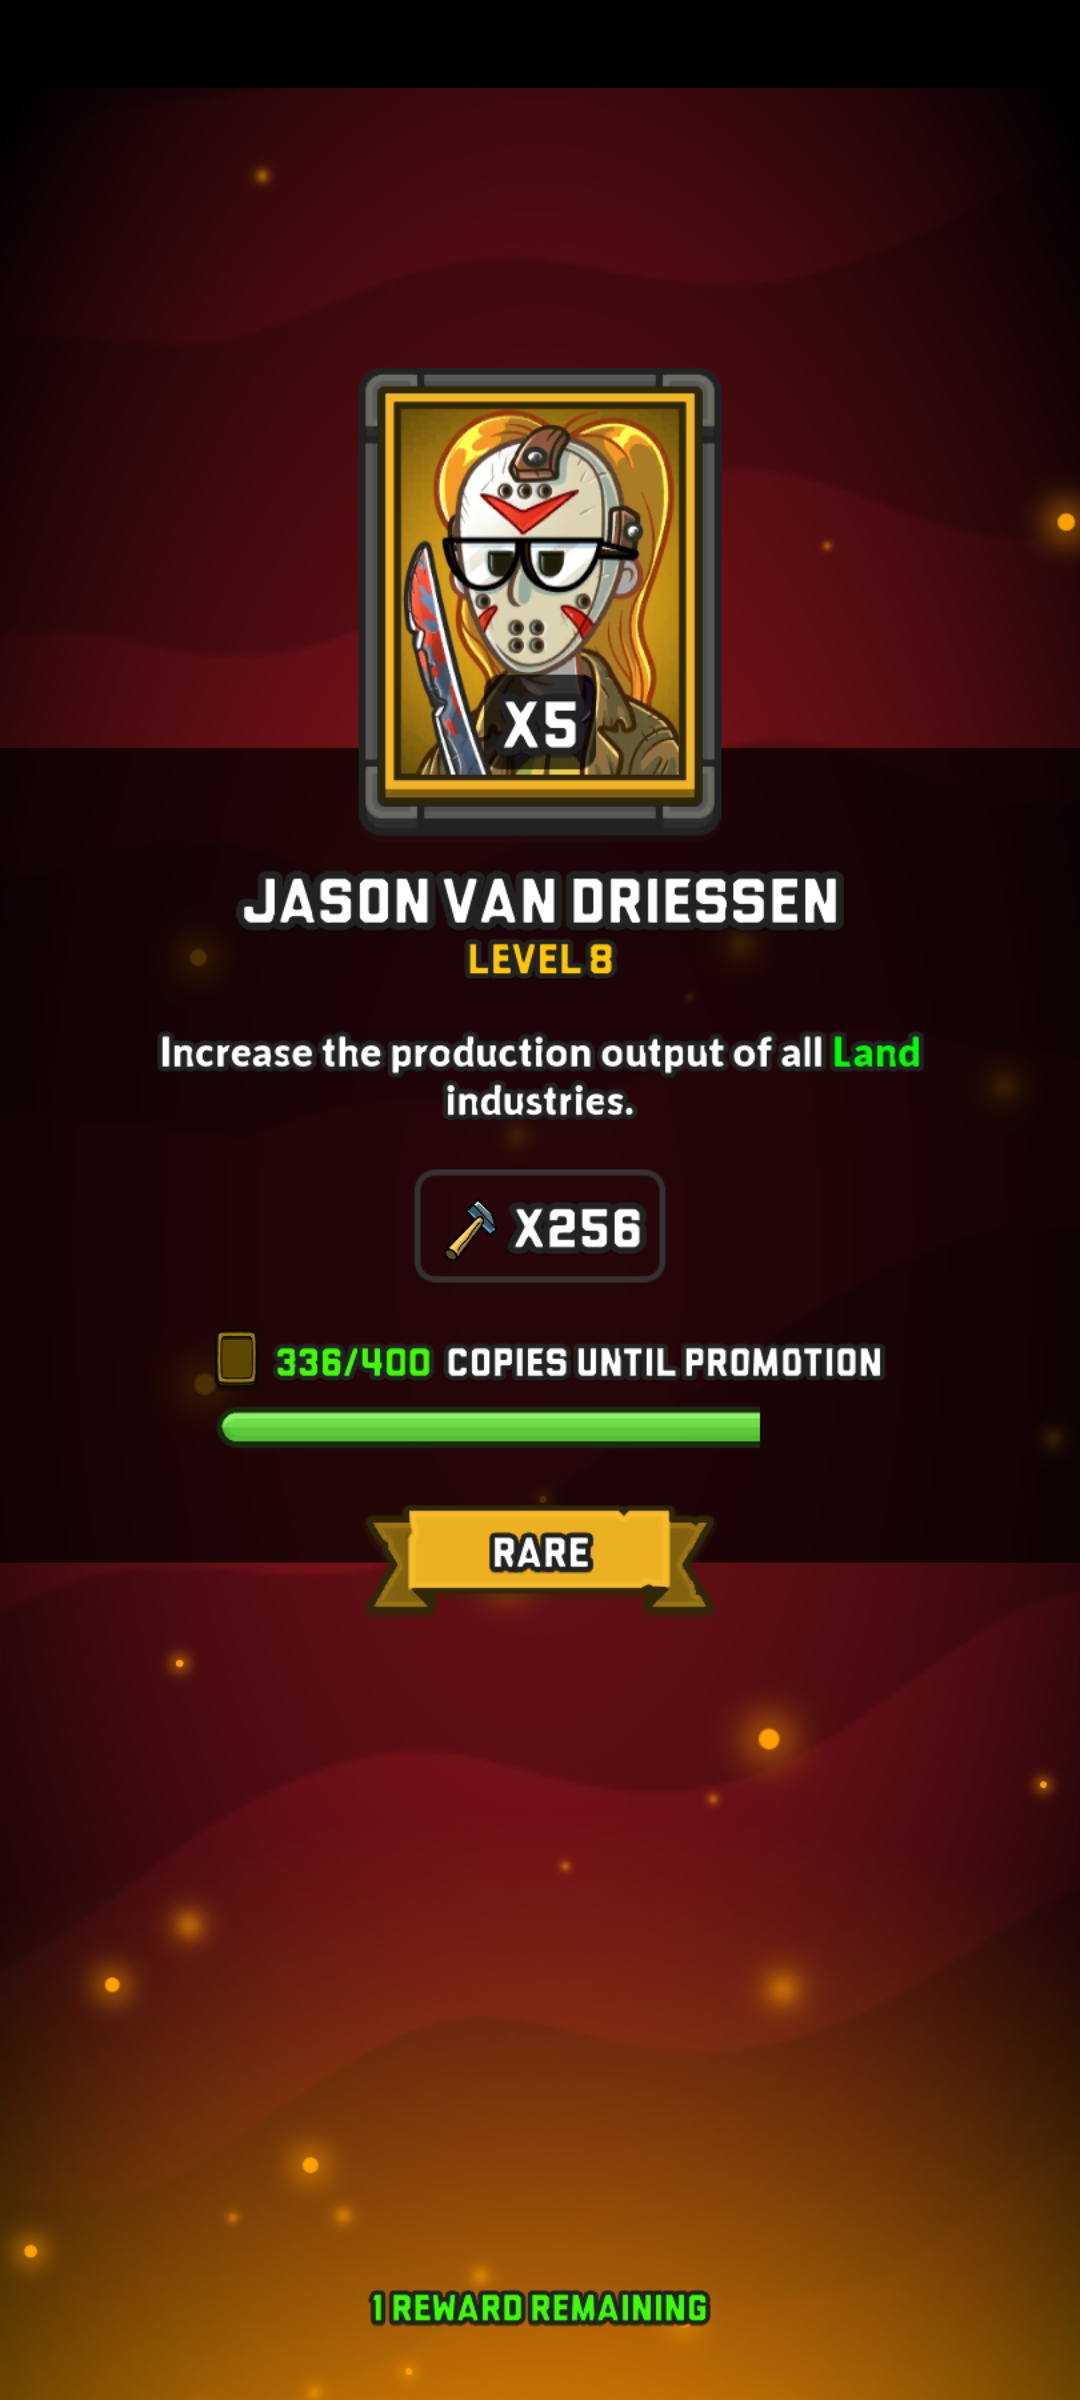 X5
JASON VAN DRIESSEN
LEVEL 8
Increase the production output of all Land
industries.
X256
336/400 COPIES UNTIL PROMOTION
RARE
1 REWARD REMAINING